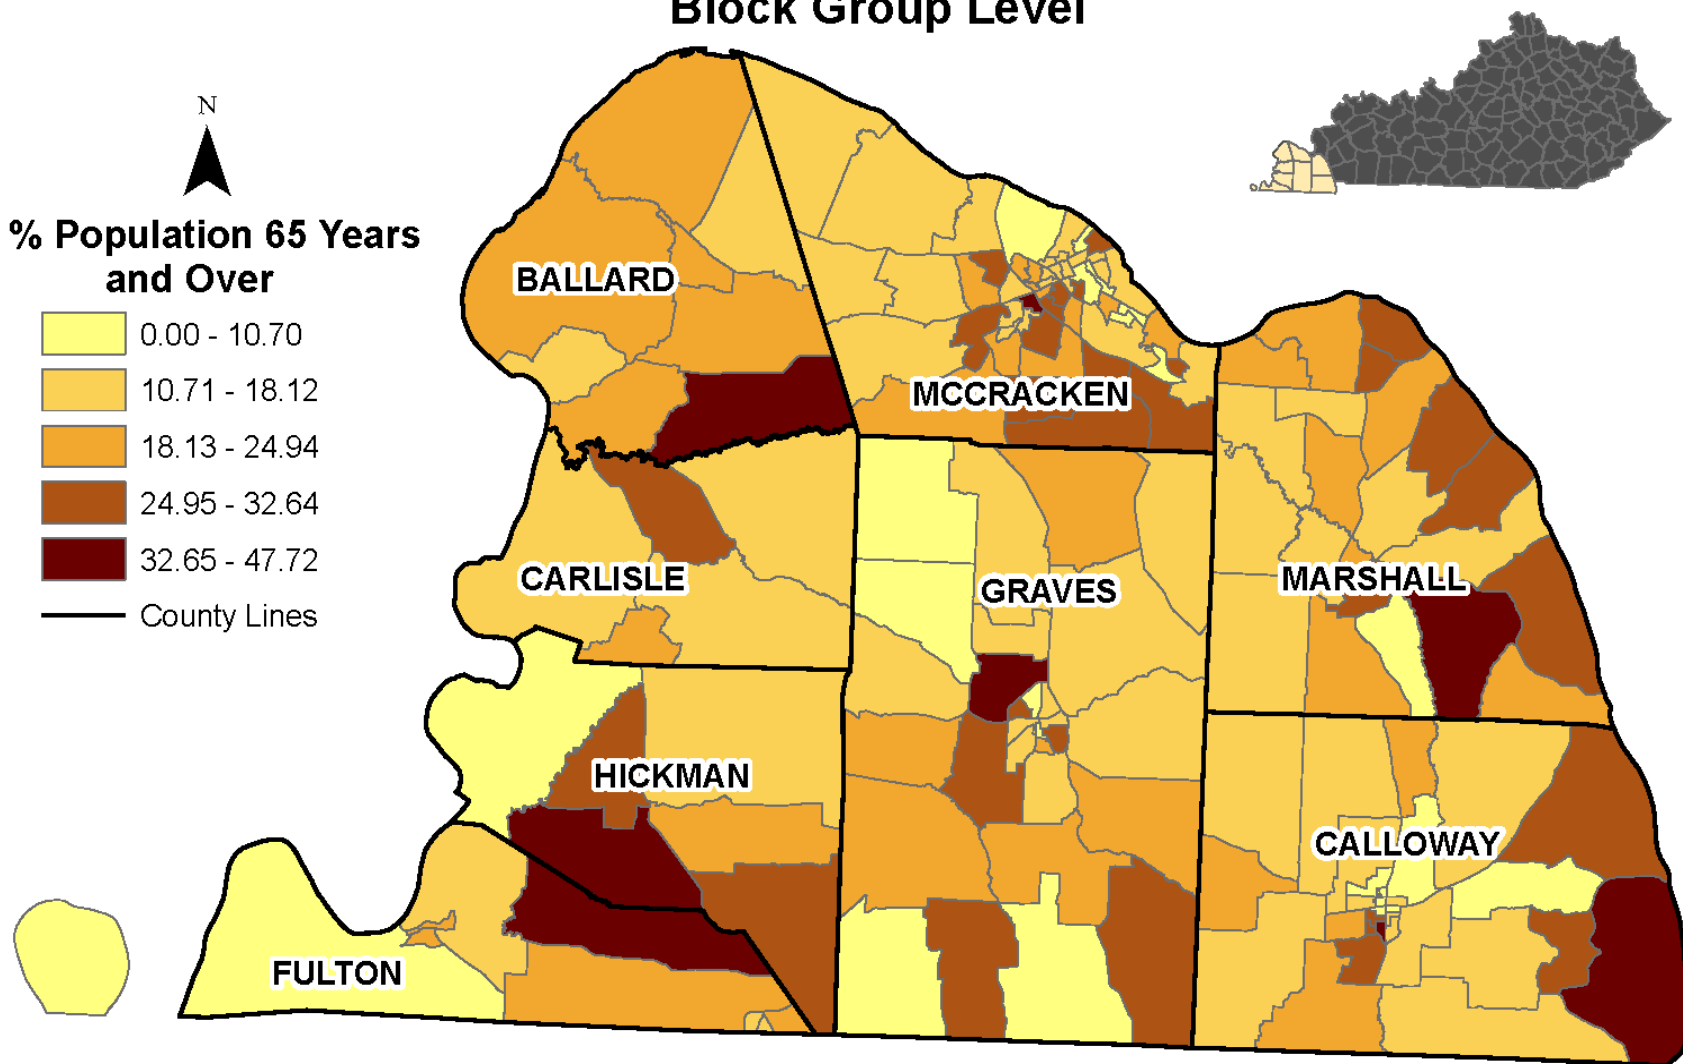 Block Group Level
N
% Population 65 Years
and Over
0.00 - 10.70
10.71 - 18.12
18.13 - 24.94
24.95 - 32.64
32.65 - 47.72
County Lines
BALLARD
MCCRACKEN
CARLISLE
GRAVES
MARSHALL
HICKMAN
CALLOWAY
FULTON